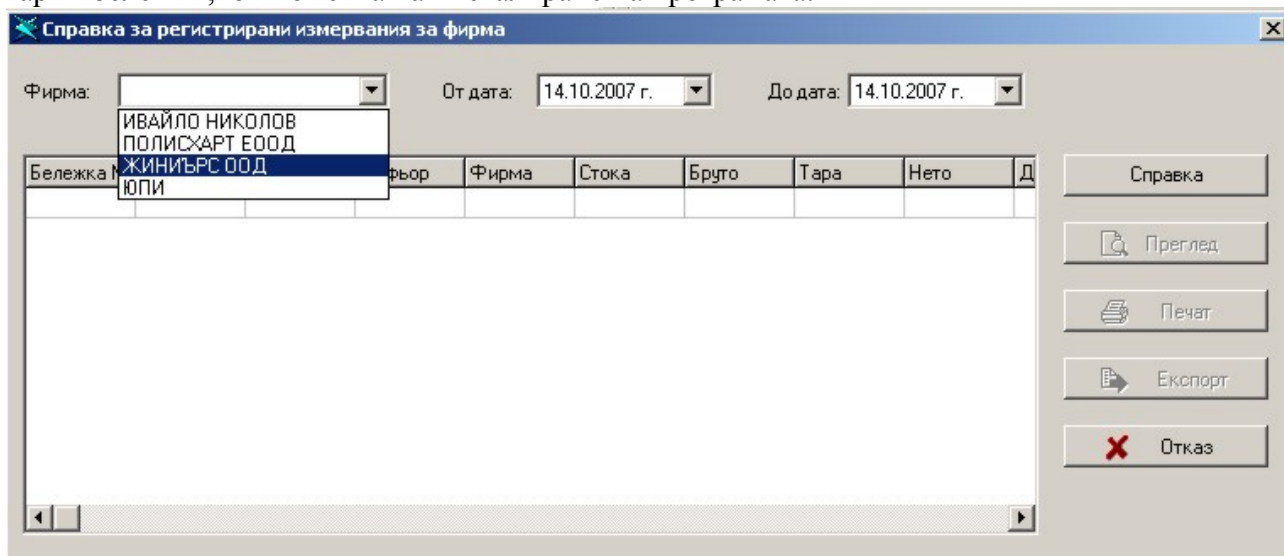 Справка за регистрирани измервания за фирма
Фирма: От дата: 14.10.2007 г. До дата: 14.10.2007 г.
ИВАЙЛО НИКОЛОВ
ПОЛИСХАРТ ЕООД
ЖИНИЪРС ООД
ЮПИ
Бележка Фирма Стока Бруто Тара Нето Д
Справка
Преглед
Печат
Експорт
Отказ